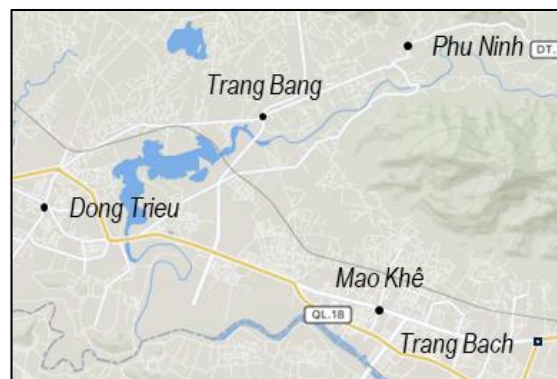 Phu Ninh
DT.
Trang Bang
Dong Trieu
Mao Khê
QL.18
Trang Bach